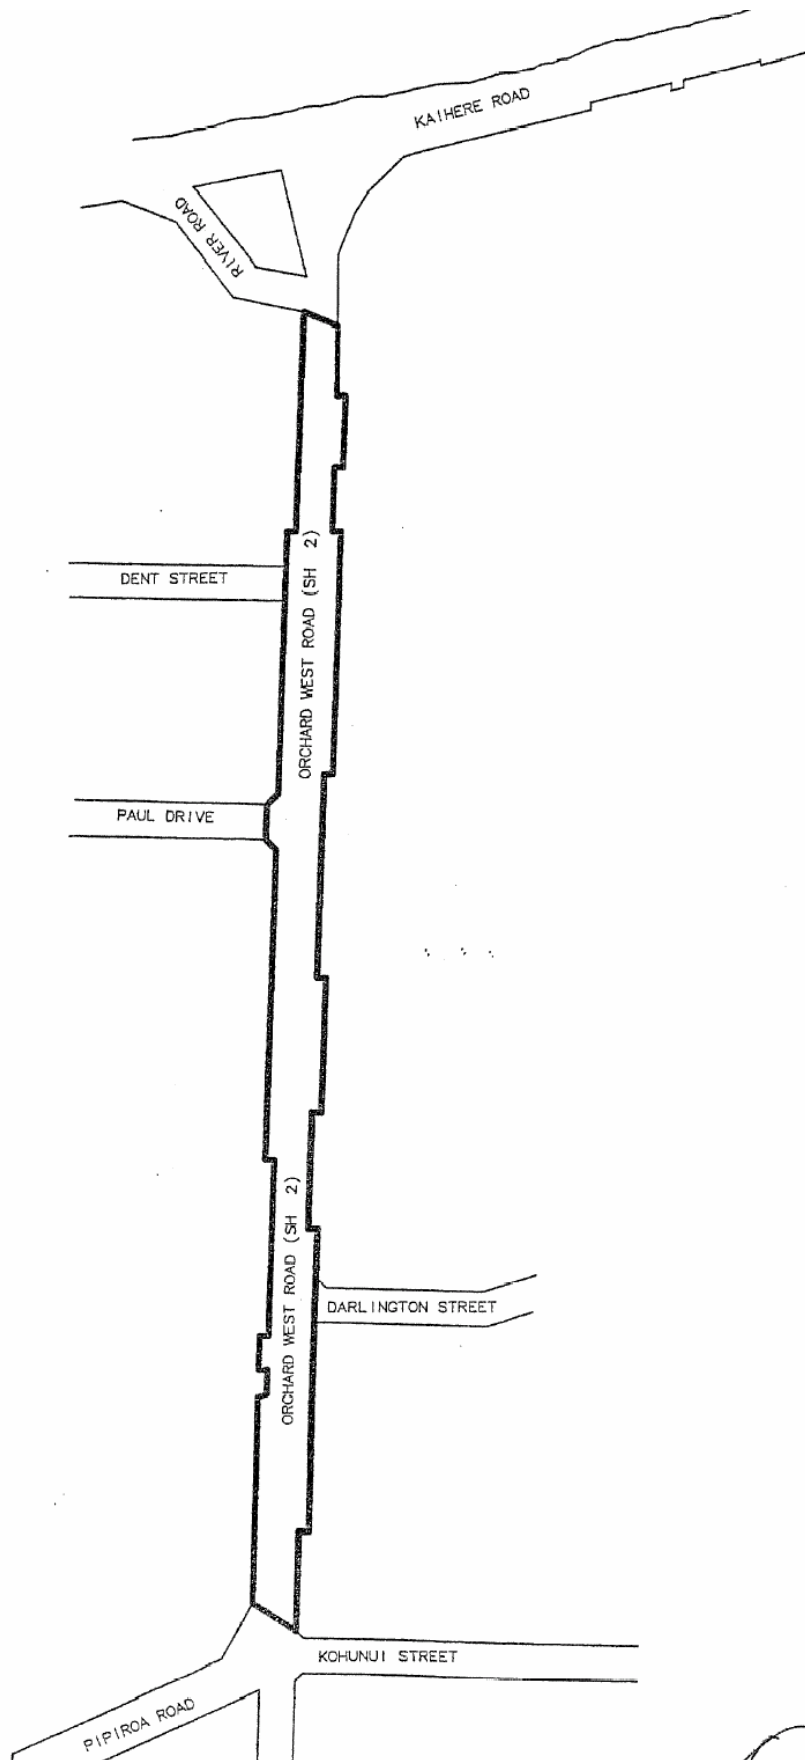 KAIHERE ROAD
RIVER ROAD
ORCHARD WEST ROAD (SH 2)
DENT STREET
PAUL DRIVE
ORCHARD WEST ROAD (SH 2)
DARLINGTON STREET
KOHUNUI STREET
PIPIROA ROAD